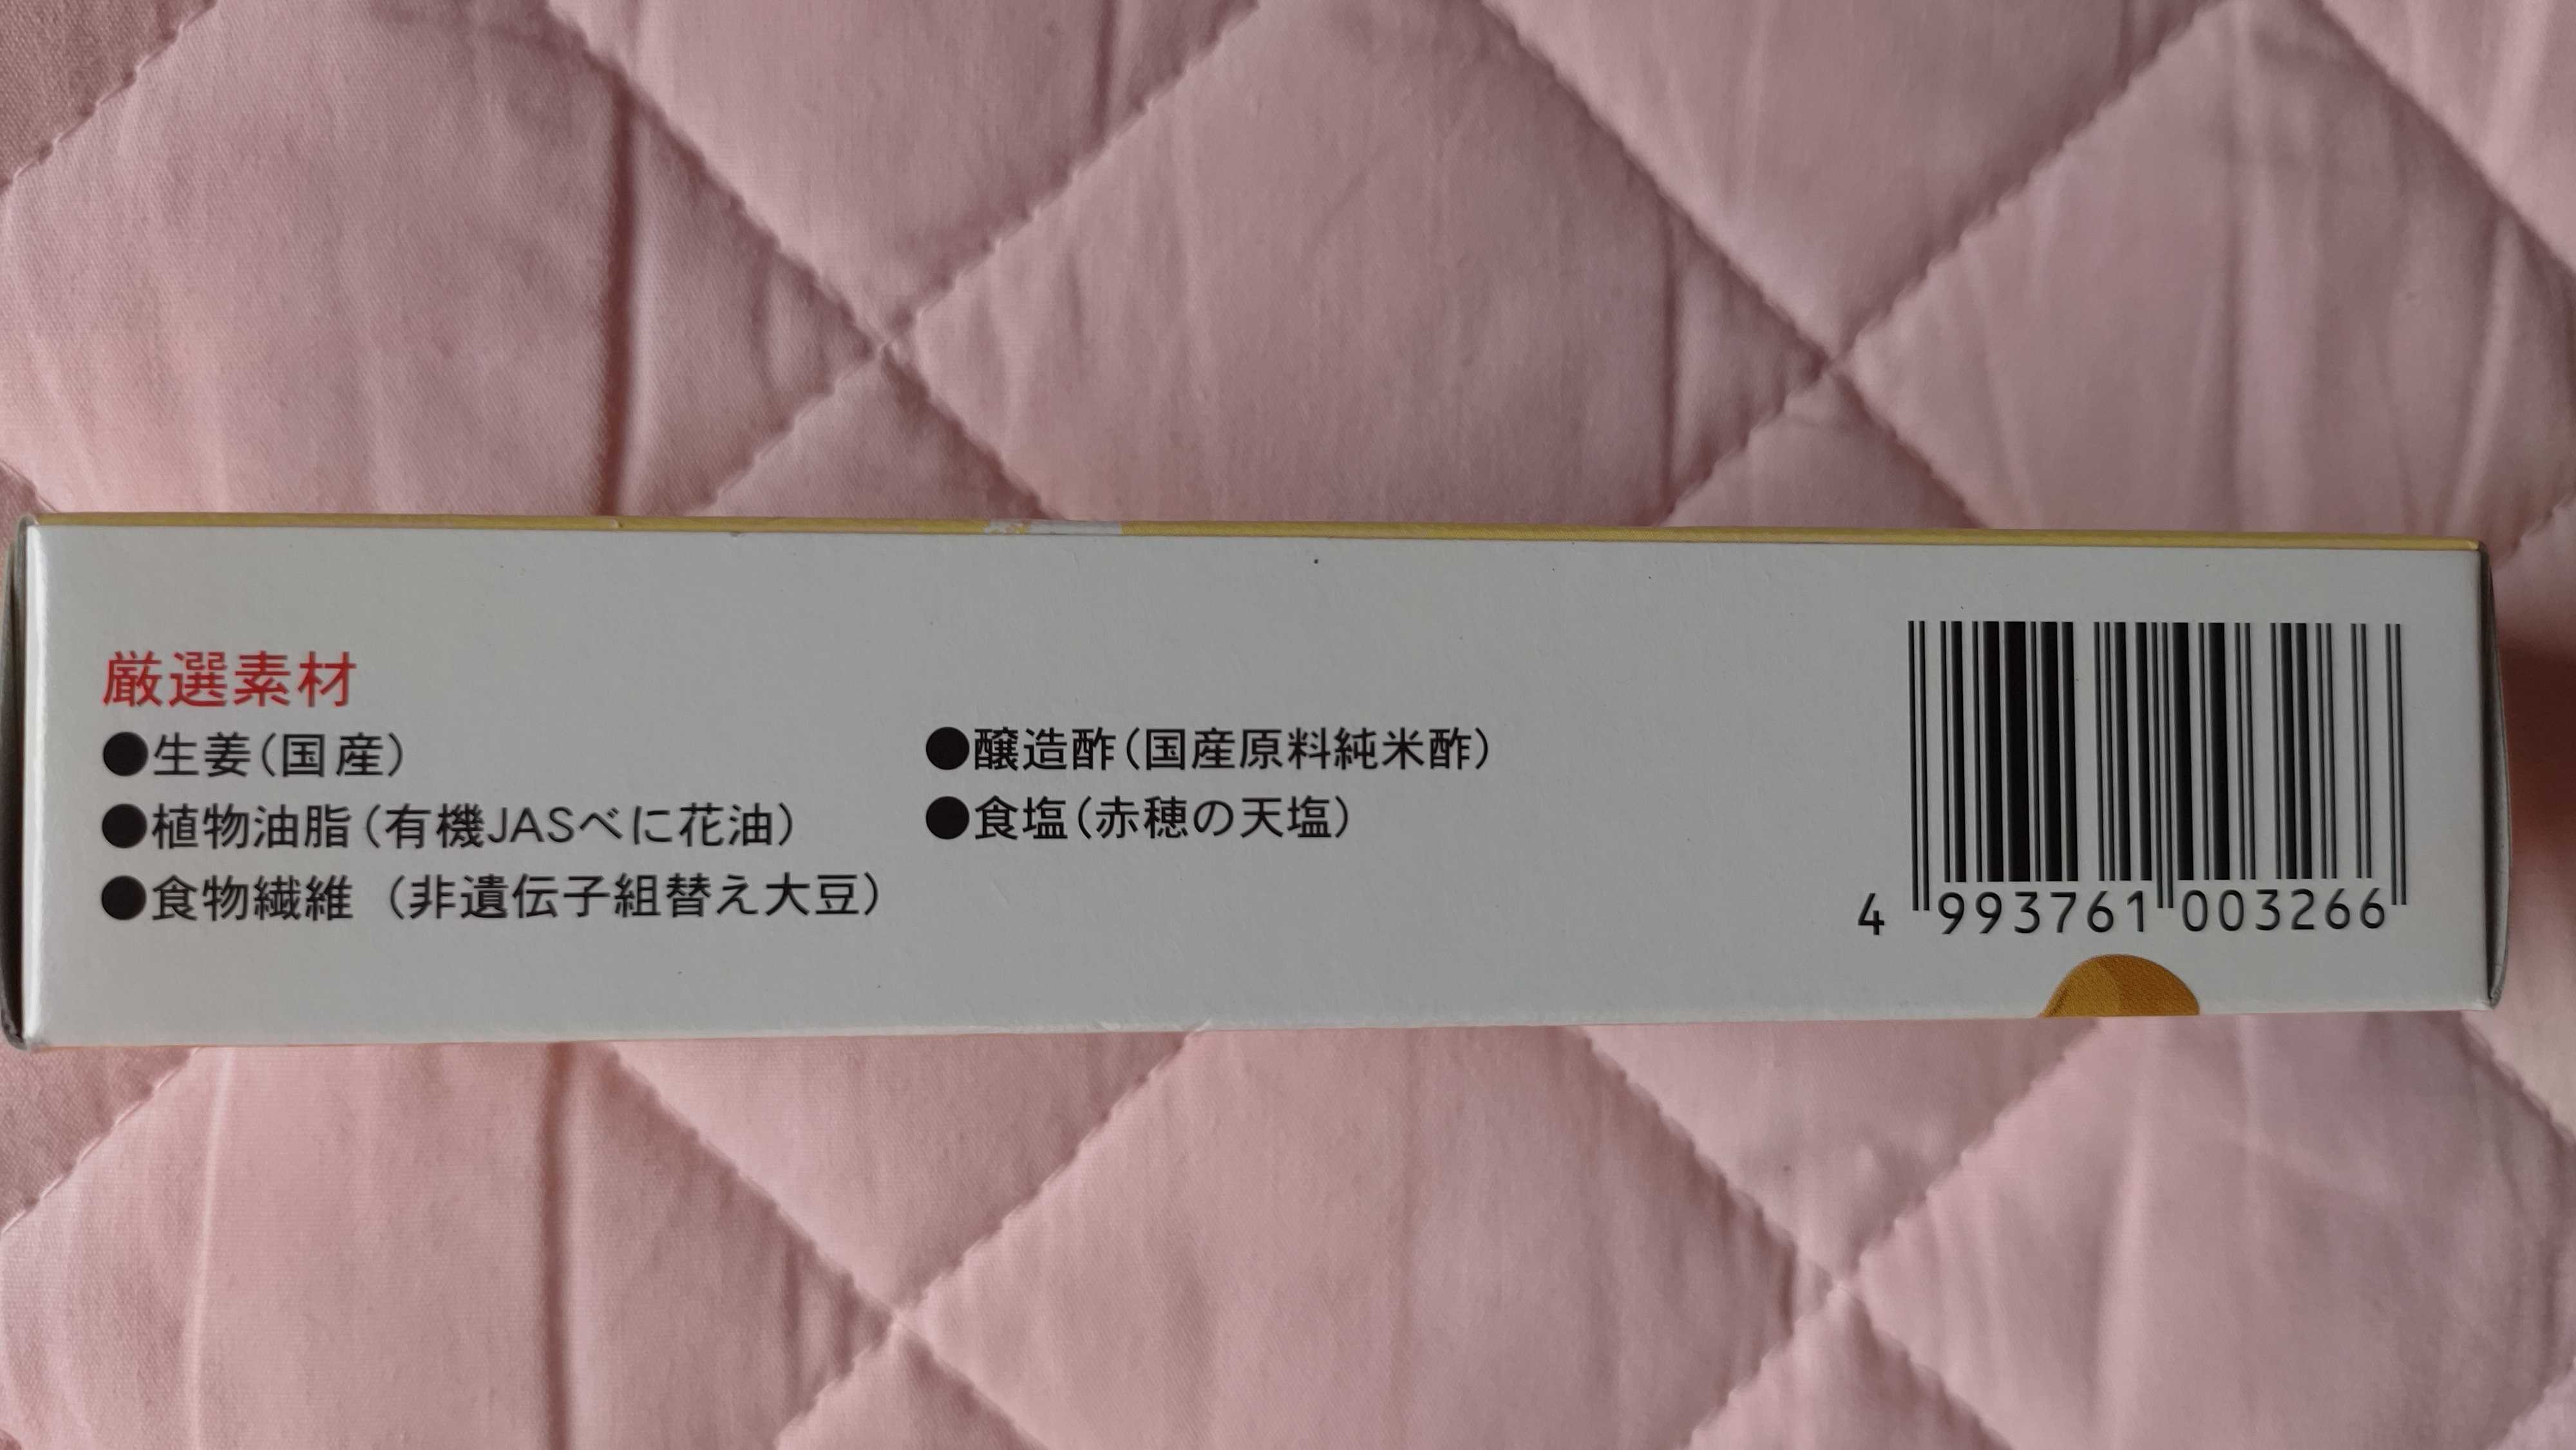 厳選素材
●生姜(国産)
●植物油脂(有機JASべに花油)
●食物繊維 (非遺伝子組替え大豆)
●醸造酢(国産原料純米酢)
●食塩(赤穂の天塩)
4 993761 003266